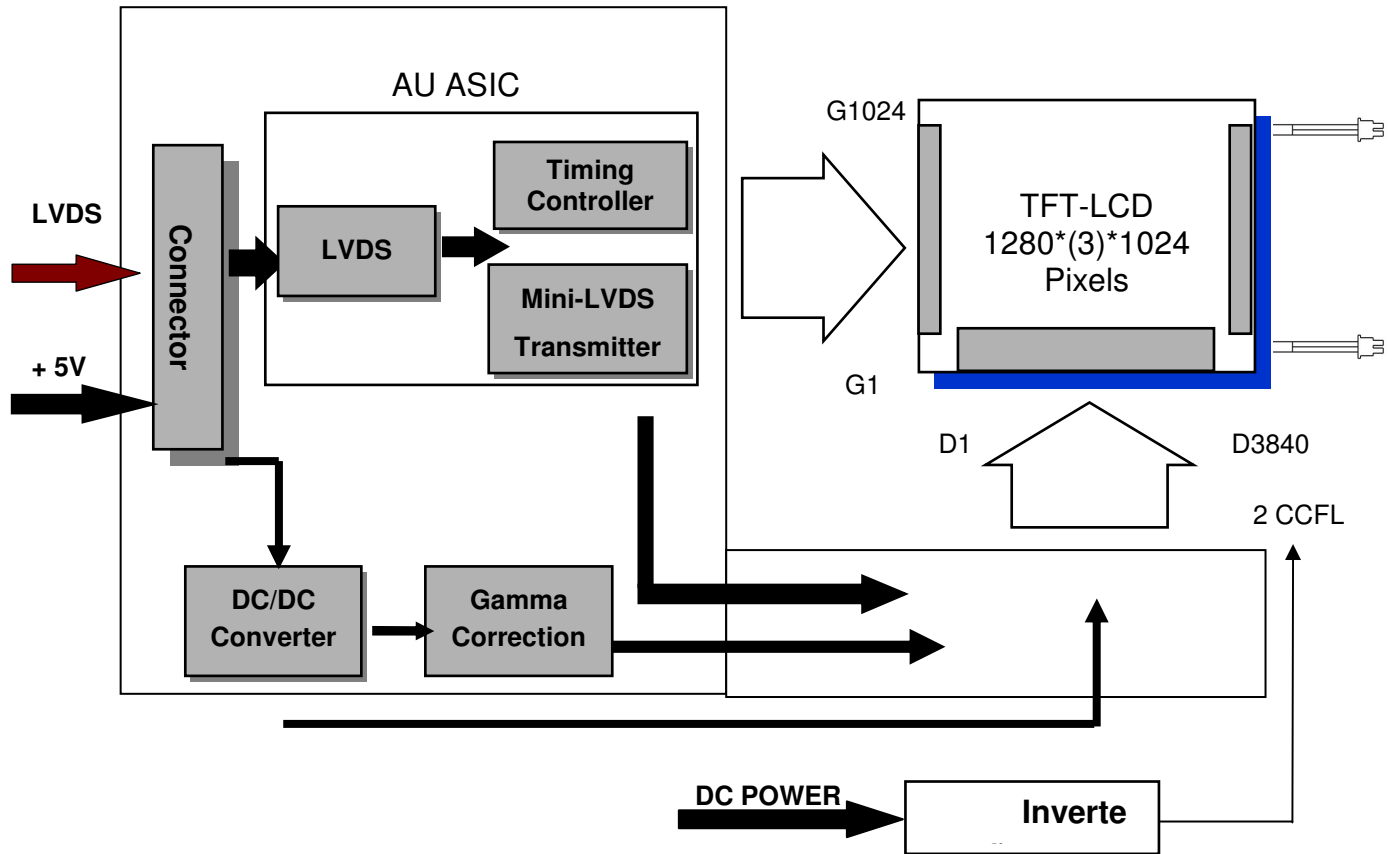 AU ASIC
LVDS
+ 5V
Connector
LVDS
Timing
Controller
Mini-LVDS
Transmitter
DC/DC
Converter
Gamma
Correction
G1024
G1
TFT-LCD
1280*(3)*1024
Pixels
D1
D3840
2 CCFL
DC POWER
Inverte